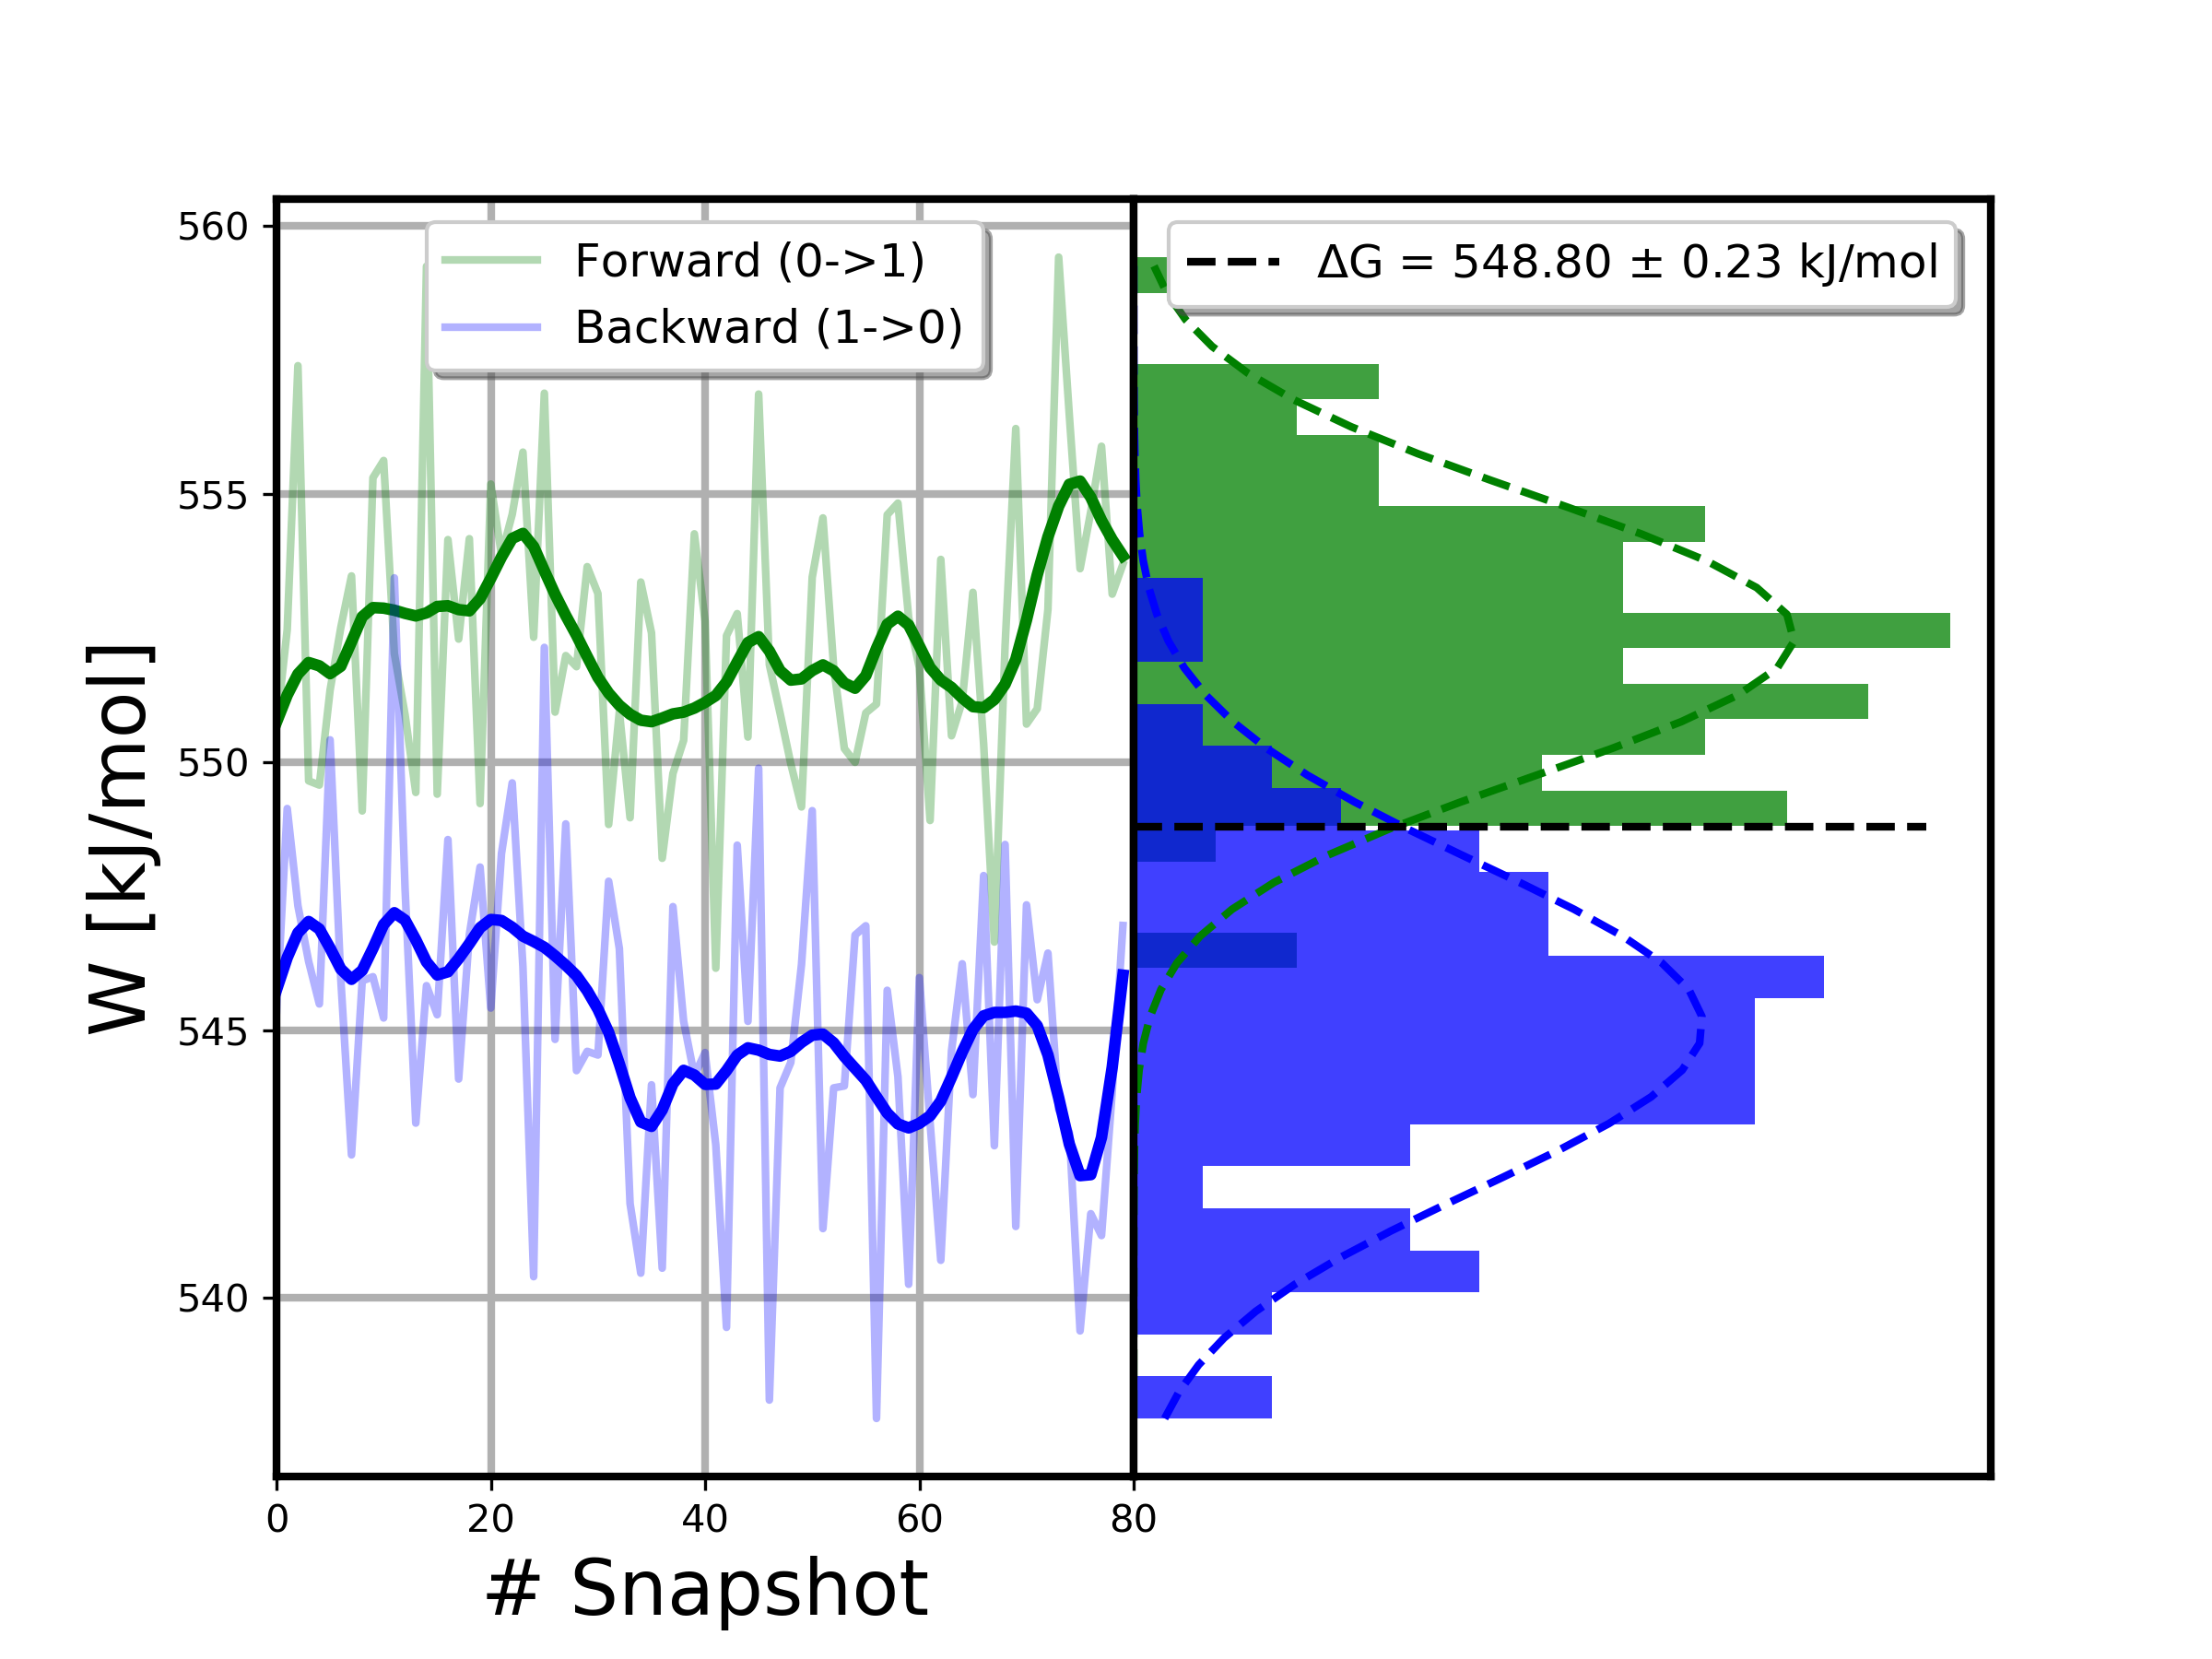 Forward (0->1)
Backward (1->0)
ΔG = 548.80 ± 0.23 kJ/mol
W [kJ/mol]
560
555
550
545
540
0 20 40 60 80
# Snapshot